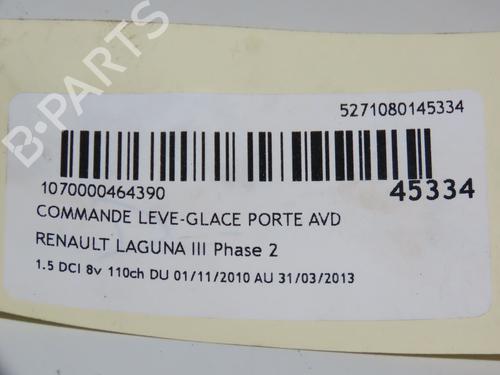 B-PARTS
5271080145334
1070000464390
45334
COMMANDE LEVE-GLACE PORTE AVD
RENAULT LAGUNA III Phase 2
1.5 DCI 8v 110ch DU 01/11/2010 AU 31/03/2013